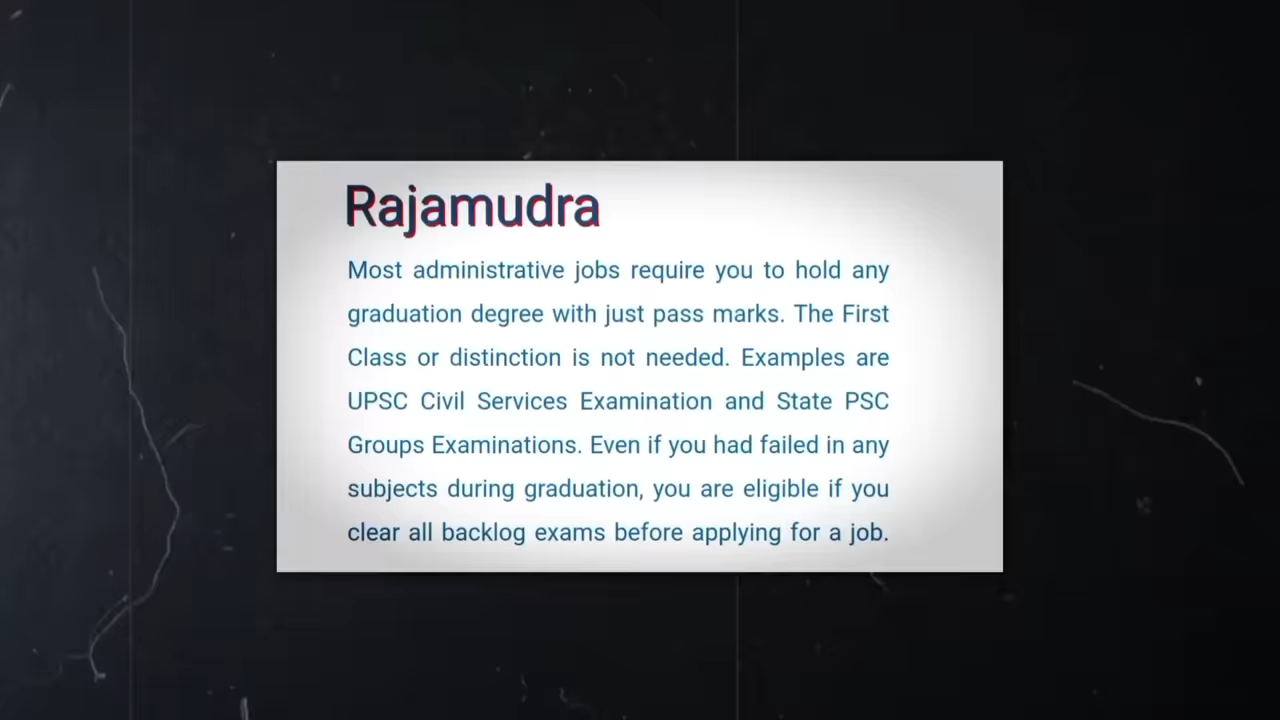 Rajamudra
Most administrative jobs require you to hold any
graduation degree with just pass marks. The First
Class or distinction is not needed. Examples are
UPSC Civil Services Examination and State PSC
Groups Examinations. Even if you had failed in any
subjects during graduation, you are eligible if you
clear all backlog exams before applying for a job.